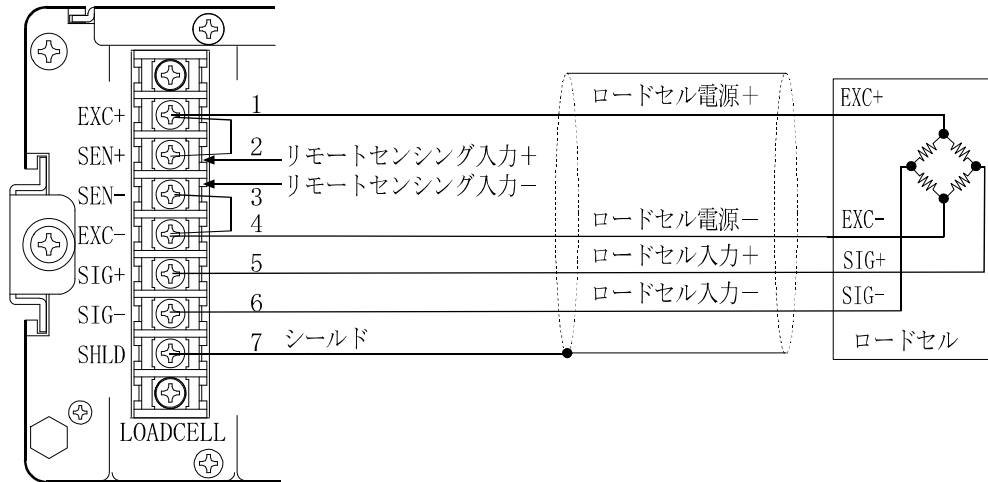 EXC+ 1 ロードセル電源+ EXC+
SEN+ 2 リモートセンシング入力+
SEN- 3 リモートセンシング入力-
EXC- 4 ロードセル電源- EXC-
SIG+ 5 ロードセル入力+ SIG+
SIG- 6 ロードセル入力- SIG-
SHLD 7 シールド ロードセル
LOADCELL